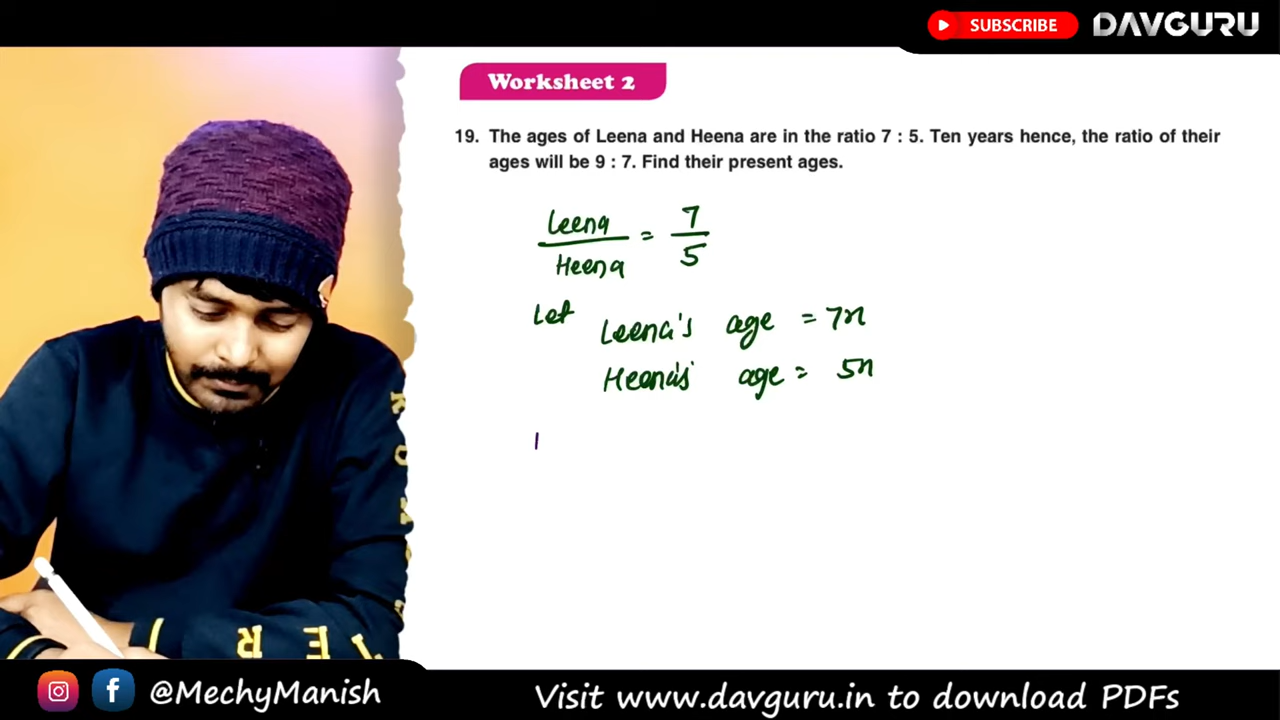 SUBSCRIBE DAVGURU
Worksheet 2
19. The ages of Leena and Heena are in the ratio 7 : 5. Ten years hence, the ratio of their
ages will be 9 : 7. Find their present ages.
Leena
Heena
=
7
5
Let Leena's age = 7x
Heena's age = 5x
@MechyManish
Visit www.davguru.in to download PDFs